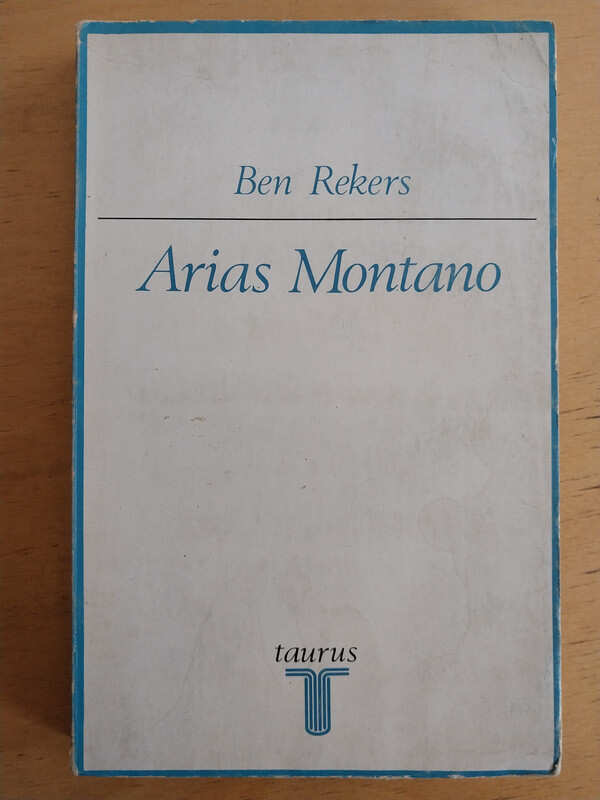 Ben Rekers
Arias Montano
taurus